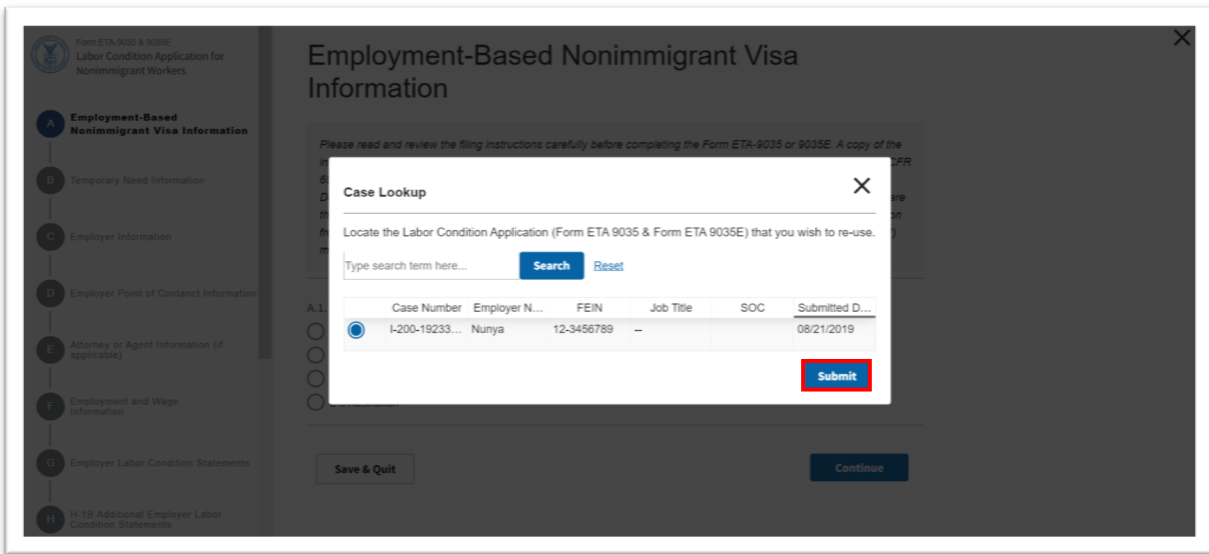 Form ETA-9035 & 9035E
Labor Condition Application for
Nonimmigrant Workers
A
Employment-Based
Nonimmigrant Visa Information
B
Temporary Need Information
C
Employer Information
D
Employer Point of Contanct Information
E
Attorney or Agent Information (if
applicable)
F
Employment and Wage
Information
G
Employer Labor Condition Statements
H
H-1B Additional Employer Labor
Condition Statements
Employment-Based Nonimmigrant Visa
Information
Please read and review the filing instructions carefully before completing the Form ETA-9035 or 9035E. A copy of the
CFR
A.1.
Case Lookup
Locate the Labor Condition Application (Form ETA 9035 & Form ETA 9035E) that you wish to re-use.
Type search term here... Search Reset
Case Number Employer N... FEIN Job Title SOC Submitted D...
I-200-19233... Nunya 12-3456789 -- 08/21/2019
Submit
Save & Quit
Continue